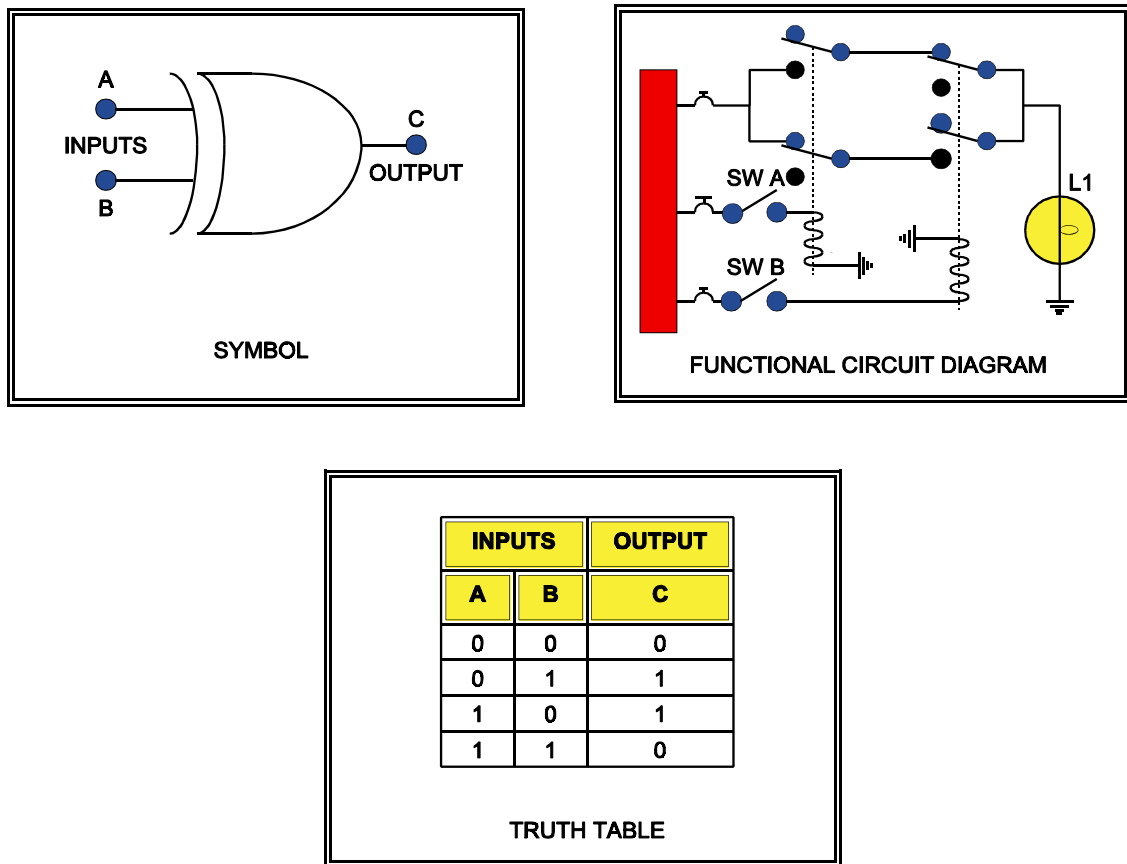 A
INPUTS
B
C
OUTPUT
SYMBOL
SW A
SW B
L1
FUNCTIONAL CIRCUIT DIAGRAM
INPUTS OUTPUT
A B C
0 0 0
0 1 1
1 0 1
1 1 0
TRUTH TABLE